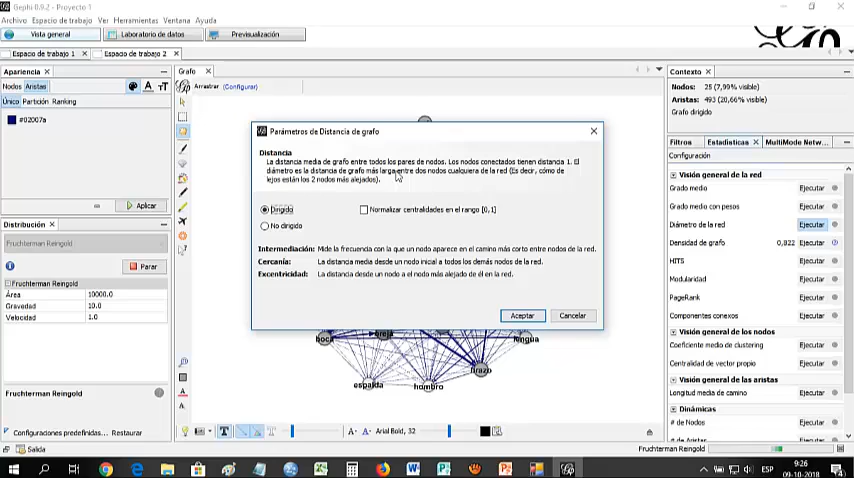 Gephi 0.9.2 - Proyecto 1
Archivo Espacio de trabajo Ver Herramientas Ventana Ayuda
Vista general
Laboratorio de datos
Previsualización
Espacio de trabajo 1
Espacio de trabajo 2
Apariencia
Nodos Aristas
Único Partición Ranking
#02007a
Aplicar
Distribución
Fruchterman Reingold
Parar
Fruchterman Reingold
Área 10000.0
Gravedad 10.0
Velocidad 1.0
Fruchterman Reingold
Configuraciones predefinidas... Restaurar
Salida
Grafo
Arrastrar (Configurar)
Parámetros de Distancia de grafo
Distancia
La distancia media de grafo entre todos los pares de nodos. Los nodos conectados tienen distancia 1. El
diámetro es la distancia de grafo más larga entre dos nodos cualquiera de la red (Es decir, cómo de
lejos están los 2 nodos más alejados).
Dirigido
Normalizar centralidades en el rango [0,1]
No dirigido
Intermediación: Mide la frecuencia con la que un nodo aparece en el camino más corto entre nodos de la red.
Cercanía: La distancia media desde un nodo inicial a todos los demás nodos de la red.
Excentricidad: La distancia desde un nodo a el nodo más alejado de él en la red.
Aceptar
Cancelar
boca
oreja
lengua
brazo
espalda
hombro
Arial Bold, 32
Contexto
Nodos: 25 (7,99% visible)
Aristas: 493 (20,66% visible)
Grafo dirigido
Filtros
Estadísticas
MultiMode Netw...
Configuración
Visión general de la red
Grado medio Ejecutar
Grado medio con pesos Ejecutar
Diámetro de la red Ejecutar
Densidad de grafo 0,822 Ejecutar
HITS Ejecutar
Modularidad Ejecutar
PageRank Ejecutar
Componentes conexos Ejecutar
Visión general de los nodos
Coeficiente medio de clustering Ejecutar
Centralidad de vector propio Ejecutar
Visión general de las aristas
Longitud media de camino Ejecutar
Dinámicas
# de Nodos Ejecutar
# de Aristas Ejecutar
Fruchterman Reingold
ESP
9:26
09-10-2018